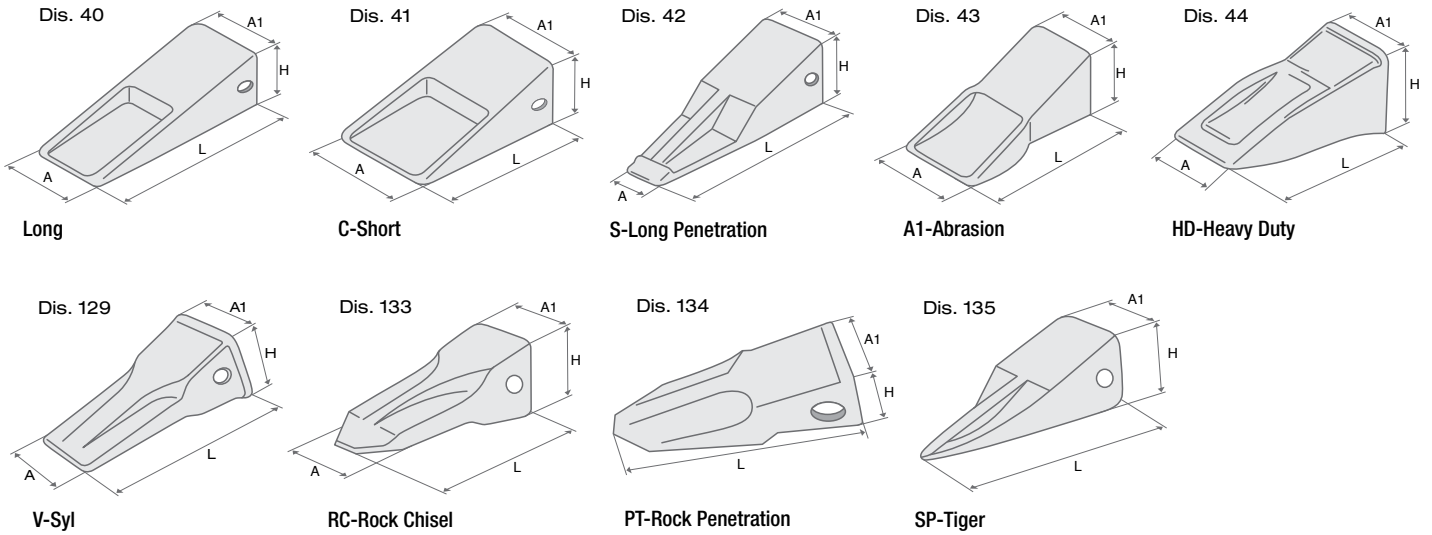 Dis. 40
A1
H
L
A
Long
Dis. 41
A1
H
L
A
C-Short
Dis. 42
A1
H
L
A
S-Long Penetration
Dis. 43
A1
H
L
A
A1-Abrasion
Dis. 44
A1
H
L
A
HD-Heavy Duty
Dis. 129
A1
H
L
A
V-Syl
Dis. 133
A1
H
L
A
RC-Rock Chisel
Dis. 134
A1
H
L
PT-Rock Penetration
Dis. 135
A1
H
L
SP-Tiger